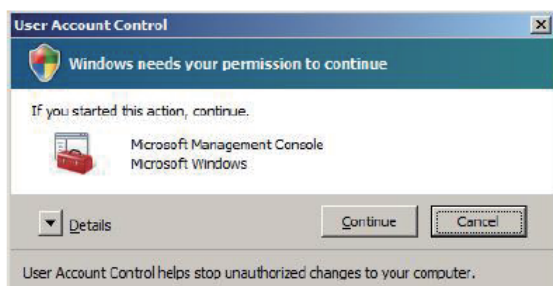 User Account Control
Windows needs your permission to continue
If you started this action, continue.
Microsoft Management Console
Microsoft Windows
Details
Continue
Cancel
User Account Control helps stop unauthorized changes to your computer.